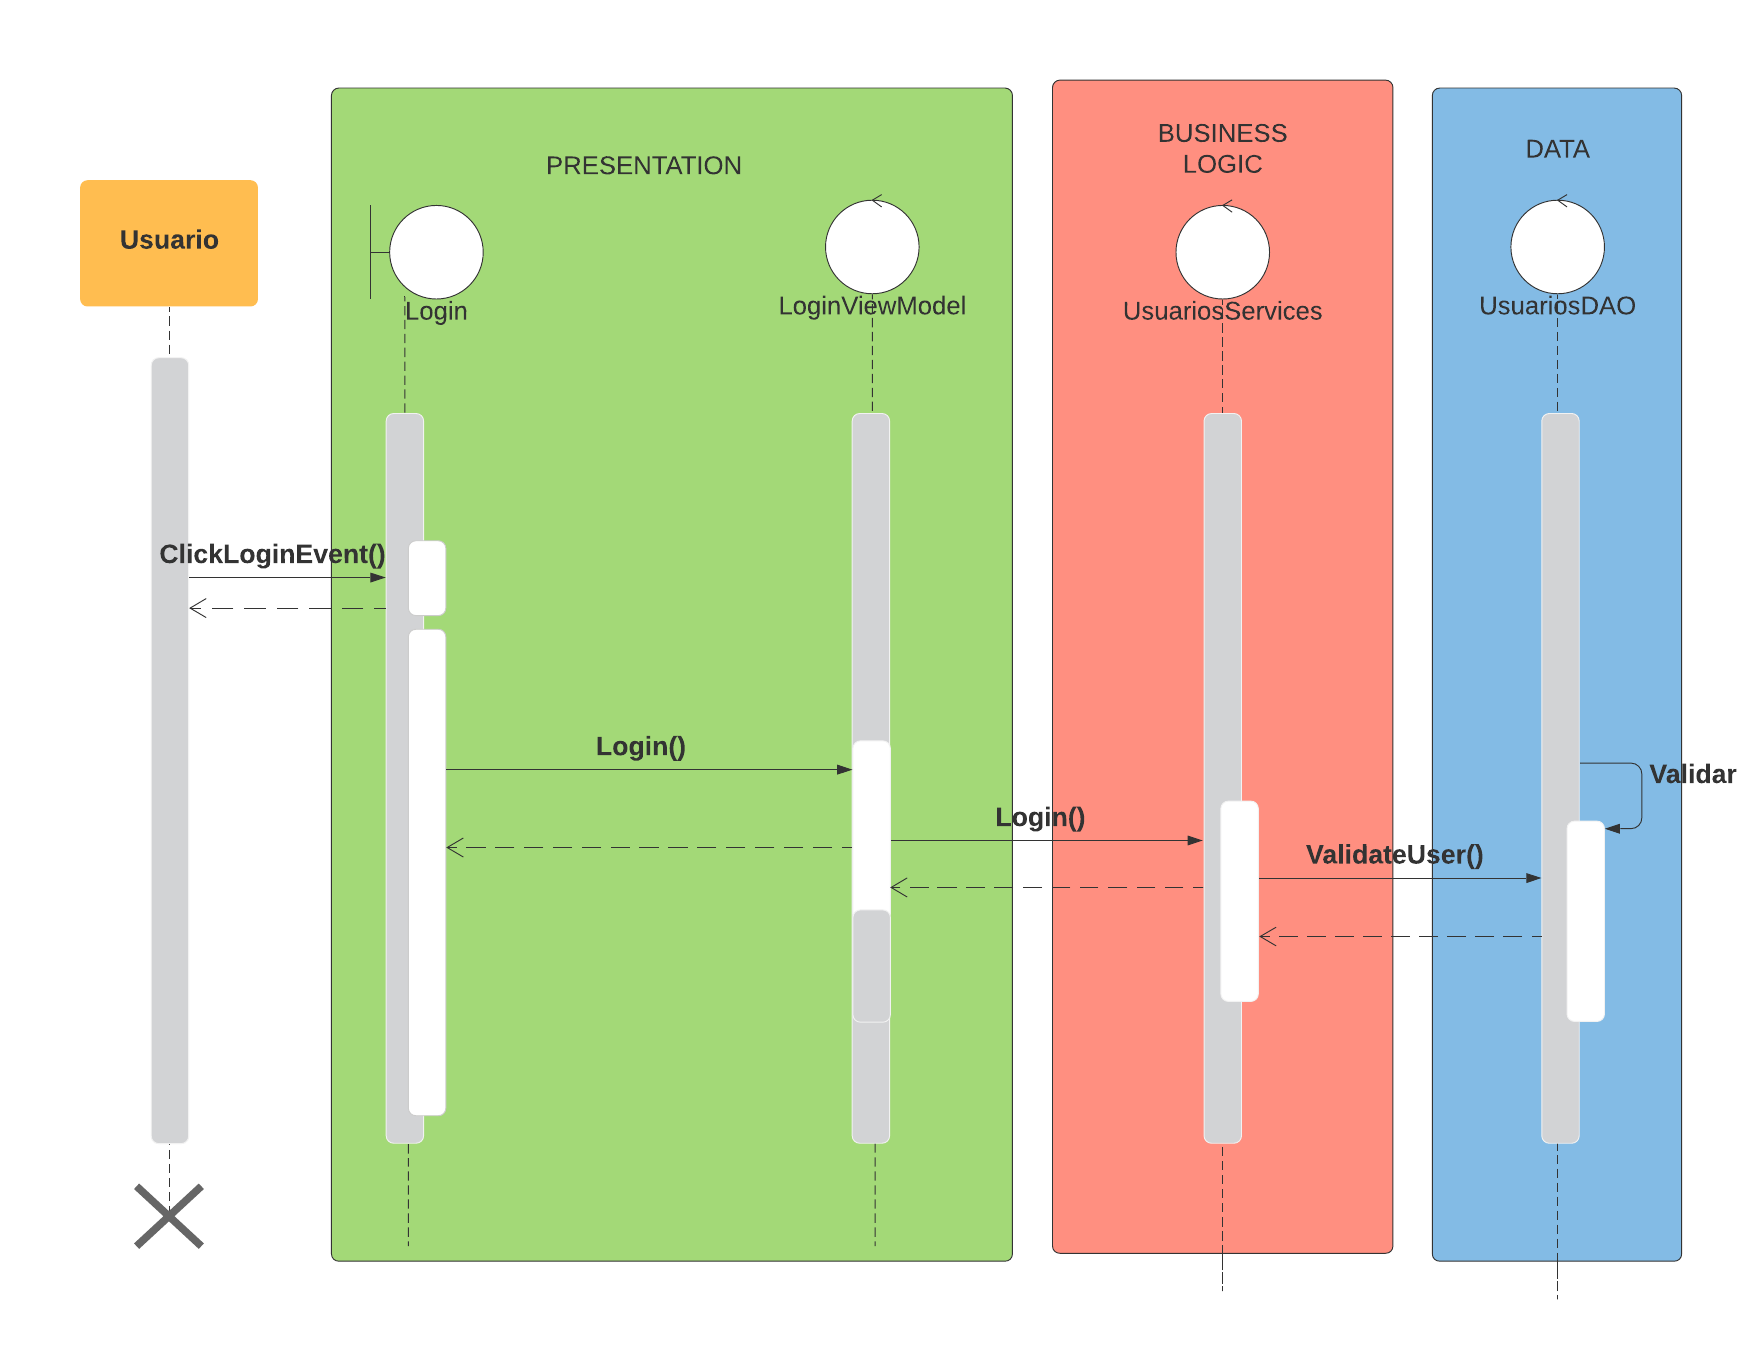 PRESENTATION
BUSINESS
LOGIC
DATA
Usuario
Login
LoginViewModel
UsuariosServices
UsuariosDAO
ClickLoginEvent()
Login()
Validar
Login()
ValidateUser()